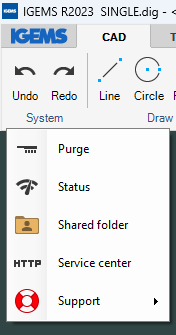 IGEMS IGEMS R2023 SINGLE.dig - <
IGEMS CAD T
Undo Redo Line Circle
System Draw
Purge
Status
Shared folder
HTTP Service center
Support